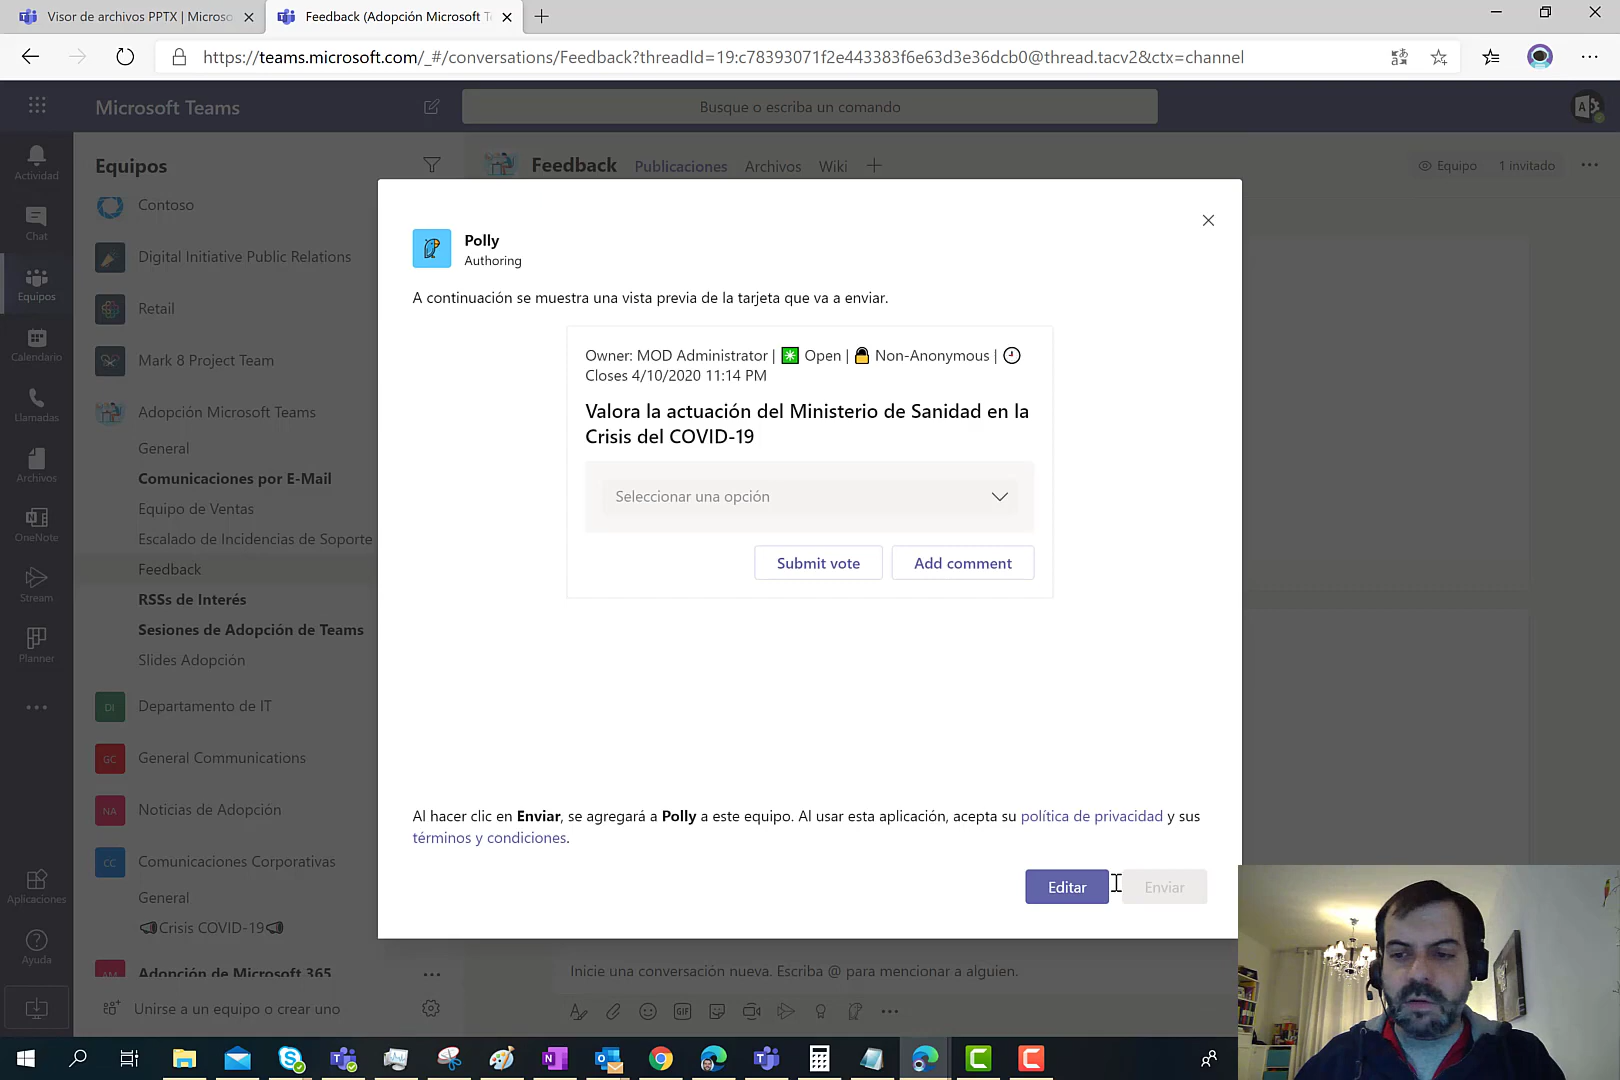 Visor de archivos PPTX | Microso
Feedback (Adopción Microsoft T
https://teams.microsoft.com/_#/conversations/Feedback?threadId=19:c78393071f2e443383f6e63d3e36dcb0@thread.tacv2&ctx=channel
Microsoft Teams
Busque o escriba un comando
Actividad
Chat
Equipos
Calendario
Llamadas
Archivos
OneNote
Stream
Planner
Aplicaciones
Ayuda
Equipos
Contoso
Digital Initiative Public Relations
Retail
Mark 8 Project Team
Adopción Microsoft Teams
General
Comunicaciones por E-Mail
Equipo de Ventas
Escalado de Incidencias de Soporte
Feedback
RSSs de Interés
Sesiones de Adopción de Teams
Slides Adopción
DI Departamento de IT
GC General Communications
NA Noticias de Adopción
CC Comunicaciones Corporativas
General
Crisis COVID-19
AM Adopción de Microsoft 365
Unirse a un equipo o crear uno
Feedback Publicaciones Archivos Wiki
Equipo 1 invitado
Polly
Authoring
A continuación se muestra una vista previa de la tarjeta que va a enviar.
Owner: MOD Administrator | Open | Non-Anonymous |
Closes 4/10/2020 11:14 PM
Valora la actuación del Ministerio de Sanidad en la
Crisis del COVID-19
Seleccionar una opción
Submit vote Add comment
Al hacer clic en Enviar, se agregará a Polly a este equipo. Al usar esta aplicación, acepta su política de privacidad y sus
términos y condiciones.
Editar Enviar
Inicie una conversación nueva. Escriba @ para mencionar a alguien.
GIF